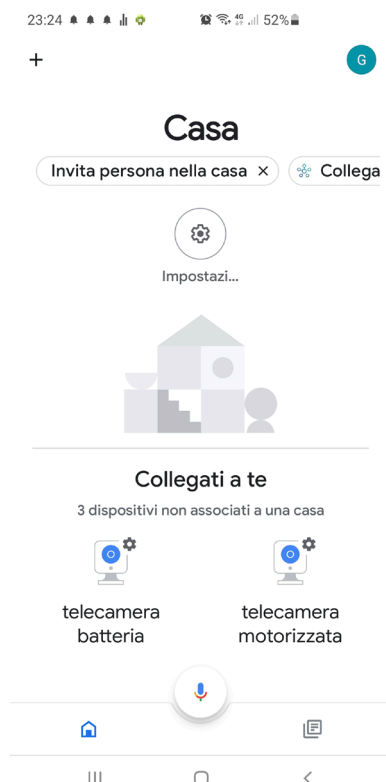 23:24 4G 52%
G
Casa
Invita persona nella casa
Collega
Impostazi...
Collegati a te
3 dispositivi non associati a una casa
telecamera
batteria
telecamera
motorizzata